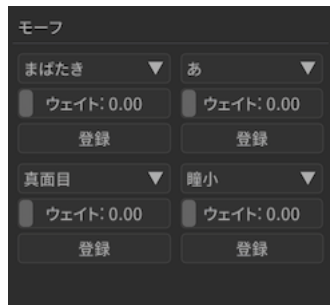 モーフ
まばたき ▼ あ ▼
ウェイト: 0.00 ウェイト: 0.00
登録 登録
真面目 ▼ 瞳小 ▼
ウェイト: 0.00 ウェイト: 0.00
登録 登録